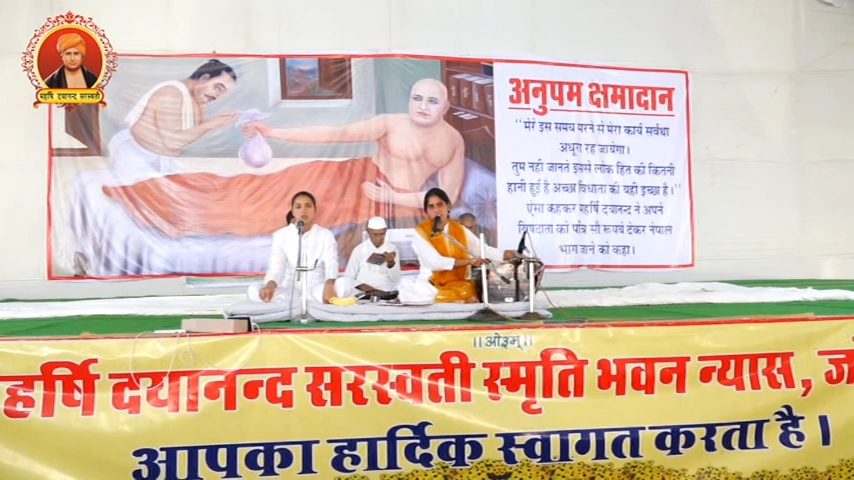 महर्षि दयानन्द सरस्वती
अनुपम क्षमादान
"मेरे इस समय मरने से मेरा कार्य सर्वथा
अधूरा रह जायेगा।
तुम नही जानते इससे लोक हित की कितनी
हानी हुई है अच्छा विधाता की यही इच्छा है।"
ऐसा कहकर महर्षि दयानन्द ने अपने
विषदाता को पाँच सौ रूपये देकर नेपाल
भाग जाने को कहा।
।।ओ३म्।।
महर्षि दयानन्द सरस्वती स्मृति भवन न्यास,
आपका हार्दिक स्वागत करता है।